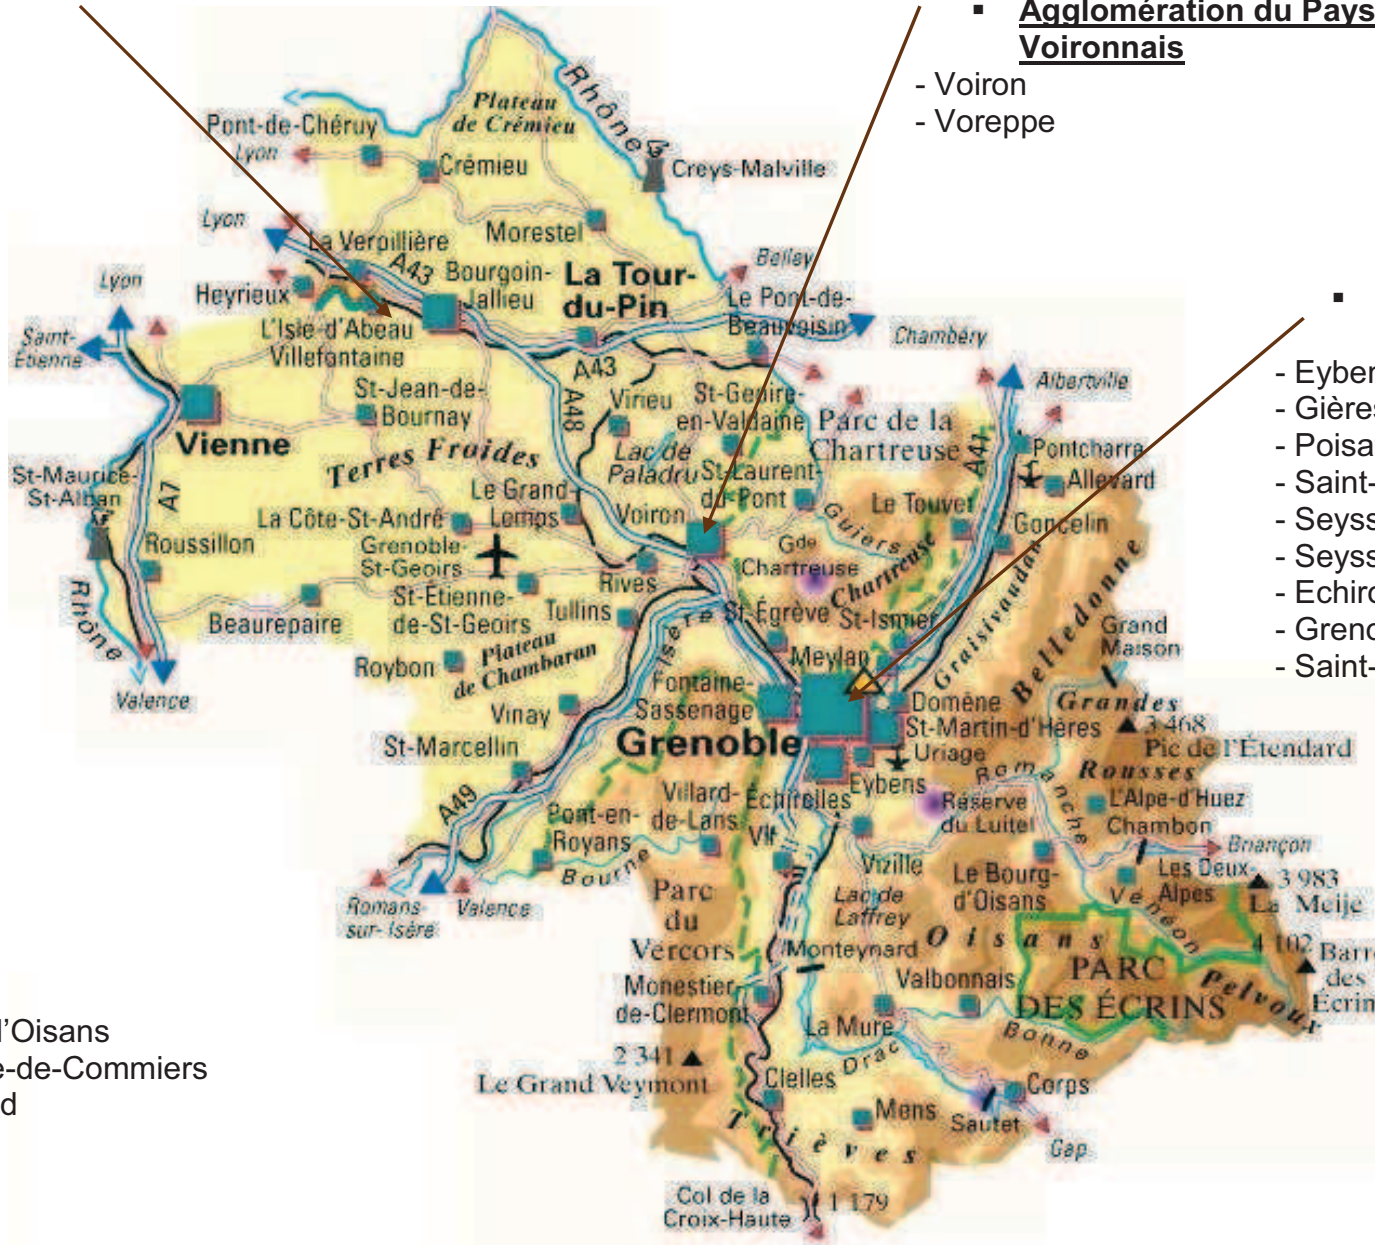 ▪ Agglomération du Pays
Voironnais
- Voiron
- Voreppe
Rhône
Plateau
de Crémieu
Pont-de-Chéruy
Lyon
Crémieu
Creys-Malville
Lyon
La Verpillière
Morestel
A43
Bourgoin-
Jallieu
La Tour-
du-Pin
Belley
Lyon
Heyrieux
Le Pont-de-
Beauvoisin
Saint-
Étienne
L'Isle-d'Abeau
Villefontaine
Chambéry
▪
A43
Albertville
- Eyber
- Gières
- Poisa
- Saint-
- Seyss
- Seyss
- Echiro
- Greno
- Saint-
St-Jean-de-
Bournay
A48
Virieu
St-Genire-
en-Valdaine
Parc de la
Chartreuse
A41
Vienne
Terres Froides
Lac de
Paladru
Pontcharra
Allevard
St-Maurice-
St-Alban
A7
Le Grand-
Lemps
St-Laurent-
du-Pont
Le Touvet
La Côte-St-André
Voiron
Guiers
Goncelin
Roussillon
Grenoble-
St-Geoirs
Gde
Chartreuse
Chartreuse
Rives
Rhône
St-Étienne-
de-St-Geoirs
Tullins
Isère
St-Égrève
St-Ismier
Graisivaudan
Belledonne
Beaurepaire
Grand
Maison
Roybon
Plateau
de Chambaran
Meylan
Valence
Fontaine-
Sassenage
Domène
Grandes
Vinay
St-Martin-d'Hères
3 468
Pic de l'Étendard
St-Marcellin
Grenoble
Uriage
Romanche
Rousses
Eybens
A49
Villard-
de-Lans
Échirolles
Réserve
du Luitel
L'Alpe-d'Huez
Chambon
Pont-en-
Royans
Vif
Briançon
Bourne
Vizille
Le Bourg-
d'Oisans
Les Deux-
Alpes
3 983
La Meije
Romans-
sur-Isère
Valence
Parc
du
Vercors
Lac de
Laffrey
Vénéon
Oisans
4 102
Barre
des
Écrin
Monteynard
PARC
DES ÉCRINS
Pelvoux
Monestier-
de-Clermont
Valbonnais
l'Oisans
e-de-Commiers
d
La Mure
Bonne
2 341
Le Grand Veymont
Drac
Clelles
Corps
Mens
Sautet
Trièves
Gap
Col de la
Croix-Haute
1 179